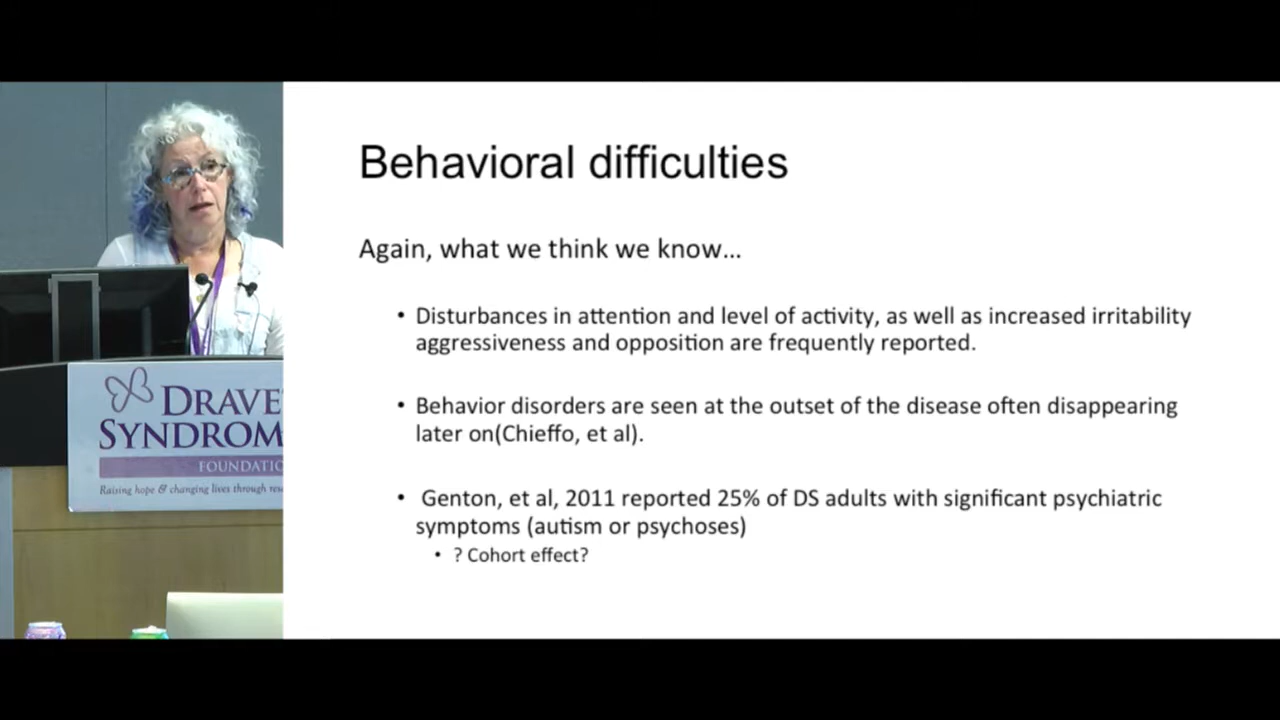 Behavioral difficulties
Again, what we think we know...
• Disturbances in attention and level of activity, as well as increased irritability
aggressiveness and opposition are frequently reported.
• Behavior disorders are seen at the outset of the disease often disappearing
later on(Chieffo, et al).
• Genton, et al, 2011 reported 25% of DS adults with significant psychiatric
symptoms (autism or psychoses)
• ? Cohort effect?
DRAVE
SYNDROM
FOUNDATIO
Raising hope & changing lives through